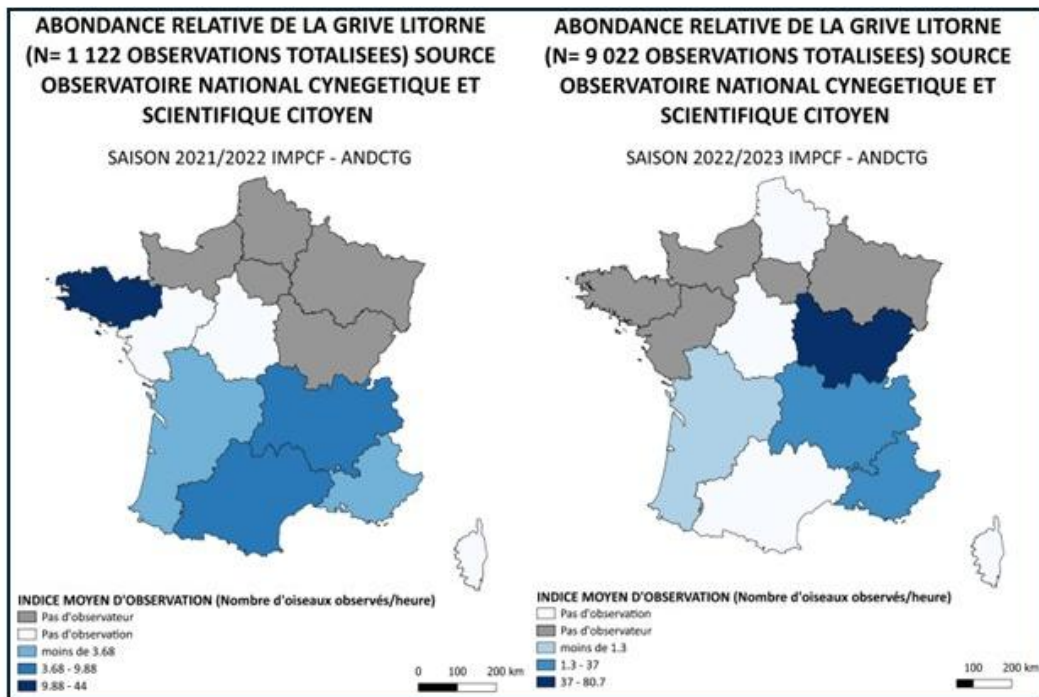 ABONDANCE RELATIVE DE LA GRIVE LITORNE
(N= 1 122 OBSERVATIONS TOTALISEES) SOURCE
OBSERVATOIRE NATIONAL CYNEGETIQUE ET
SCIENTIFIQUE CITOYEN
SAISON 2021/2022 IMPCF - ANDCTG
INDICE MOYEN D'OBSERVATION (Nombre d'oiseaux observés/heure)
Pas d'observateur
Pas d'observation
moins de 3.68
3.68 - 9.88
9.88 - 44
0 100 200 km
ABONDANCE RELATIVE DE LA GRIVE LITORNE
(N= 9 022 OBSERVATIONS TOTALISEES) SOURCE
OBSERVATOIRE NATIONAL CYNEGETIQUE ET
SCIENTIFIQUE CITOYEN
SAISON 2022/2023 IMPCF - ANDCTG
INDICE MOYEN D'OBSERVATION (Nombre d'oiseaux observés/heure)
Pas d'observation
Pas d'observateur
moins de 1.3
1.3 - 37
37 - 80.7
100 200 km